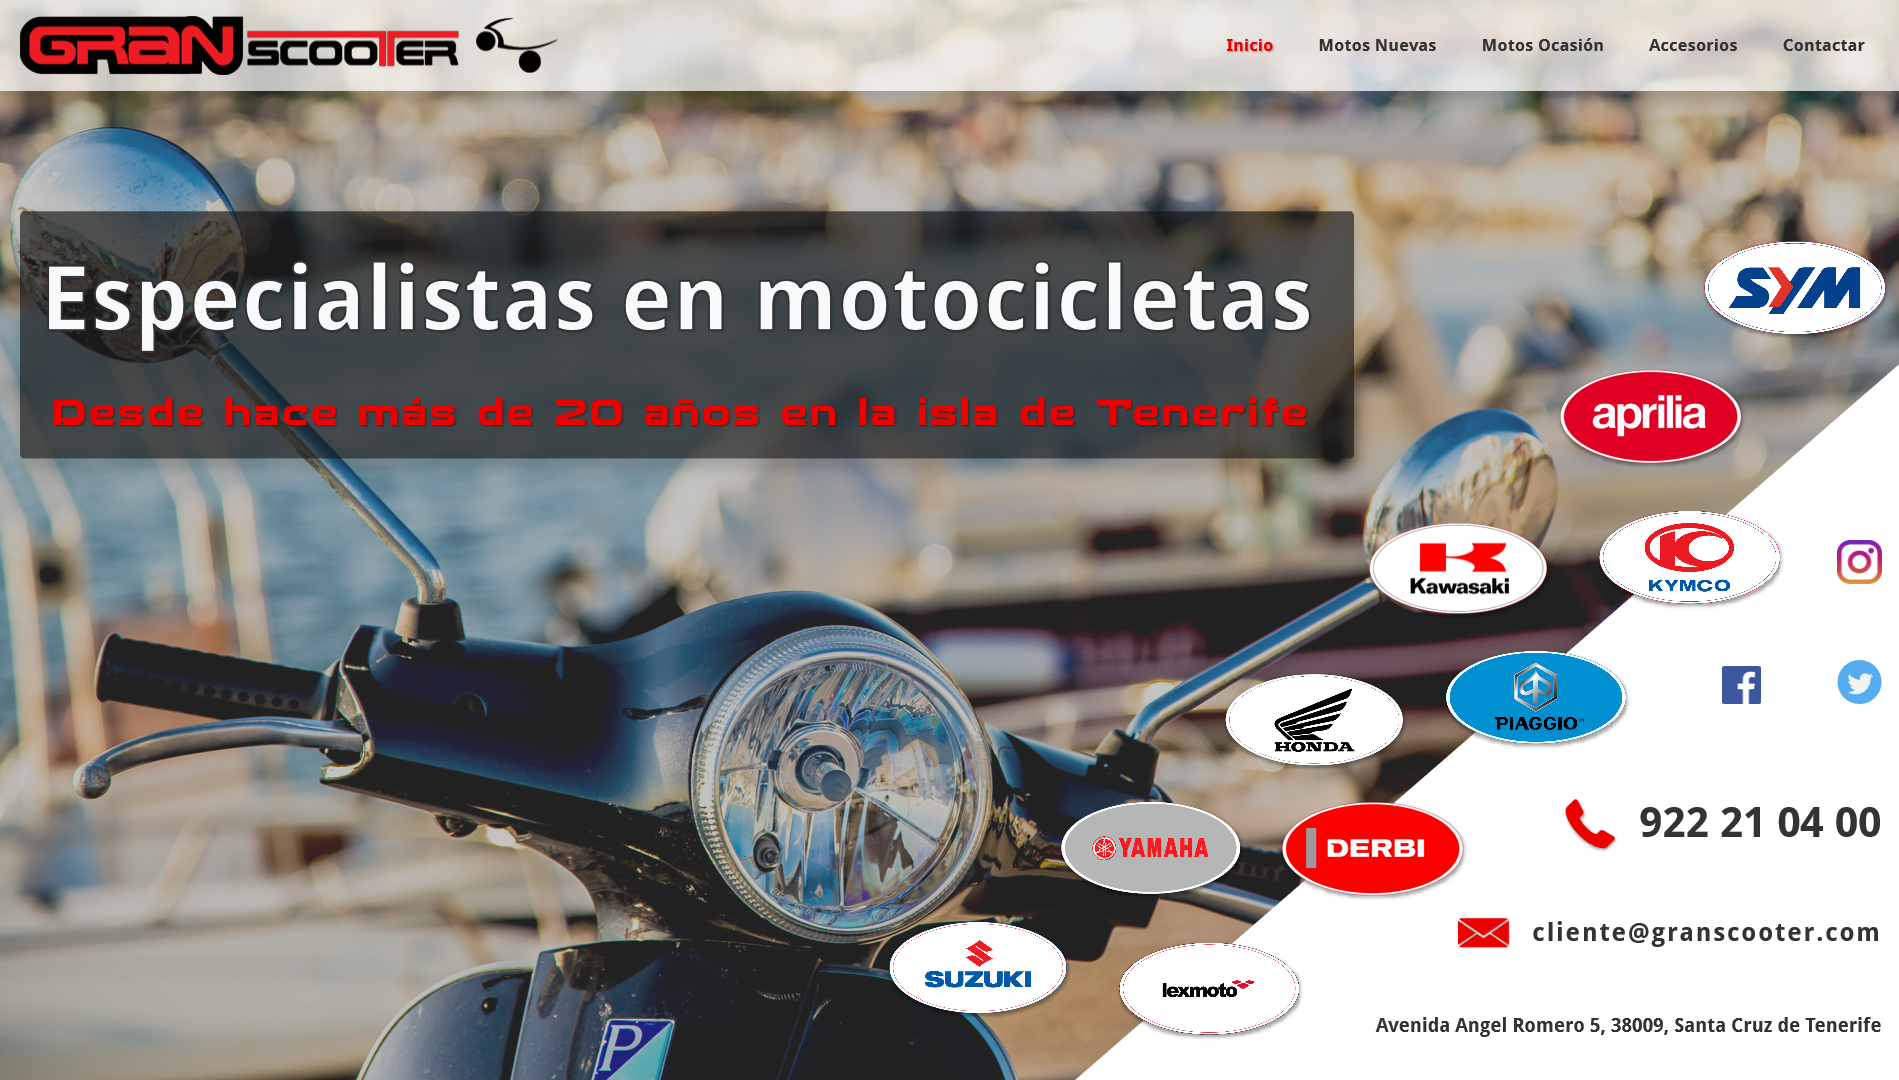 GRAN SCOOTER
Inicio
Motos Nuevas
Motos Ocasión
Accesorios
Contactar
Especialistas en motocicletas
Desde hace más de 20 años en la isla de Tenerife
SYM
aprilia
Kawasaki
KYMCO
HONDA
PIAGGIO
YAMAHA
DERBI
922 21 04 00
SUZUKI
lexmoto
cliente@granscooter.com
Avenida Angel Romero 5, 38009, Santa Cruz de Tenerife
P